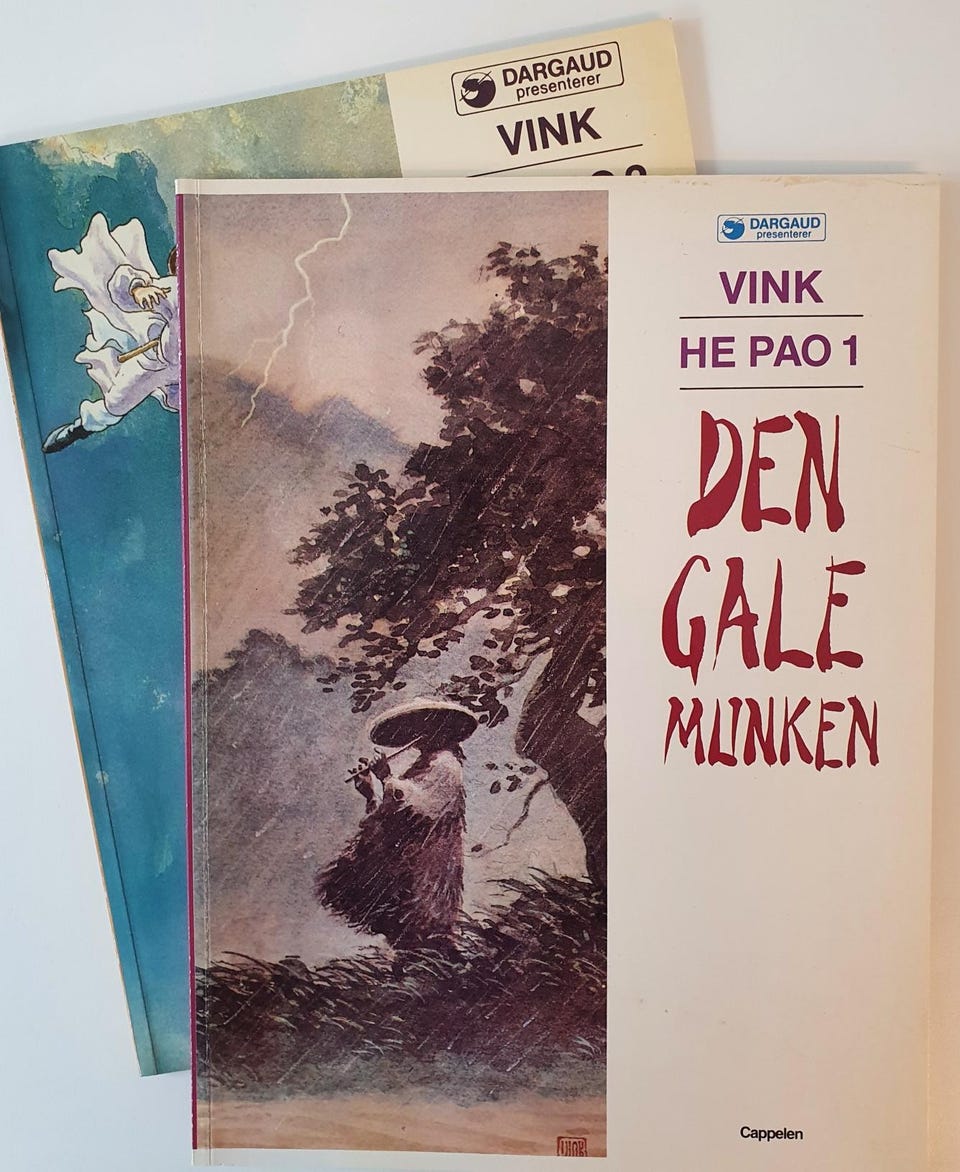 DARGAUD
presenterer
VINK
DARGAUD
presenterer
VINK
HE PAO 1
DEN
GALE
MUNKEN
Cappelen